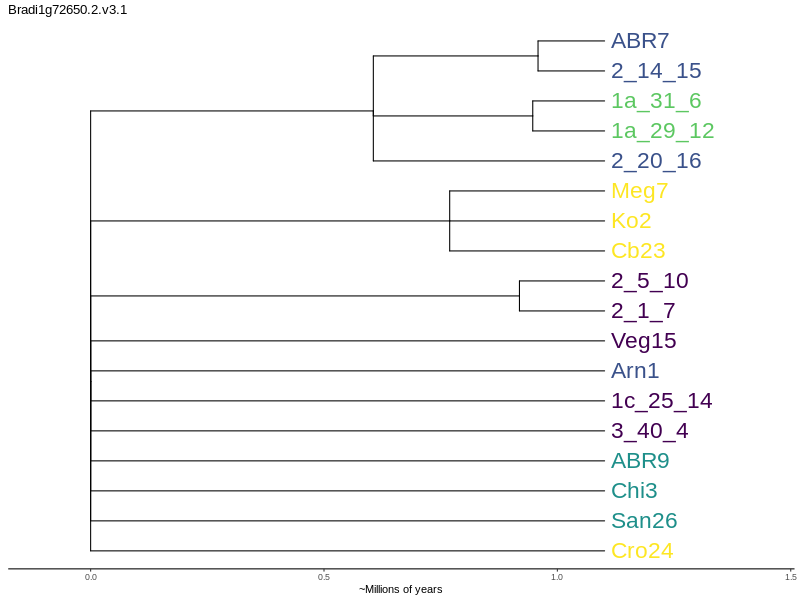 Bradi1g72650.2.v3.1
ABR7
2_14_15
1a_31_6
1a_29_12
2_20_16
Meg7
Ko2
Cb23
2_5_10
2_1_7
Veg15
Arn1
1c_25_14
3_40_4
ABR9
Chi3
San26
Cro24
0.0 0.5 1.0 1.5
~Millions of years